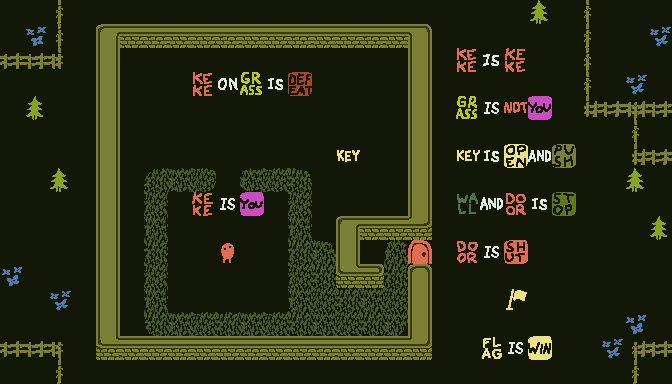 KEKE IS KEKE
KEKE ON GRASS IS DEFEAT
GRASS IS NOT YOU
KEY
KEY IS OPEN AND PUSH
KEKE IS YOU
WALL AND DOOR IS STOP
DOOR IS SHUT
FLAG IS WIN